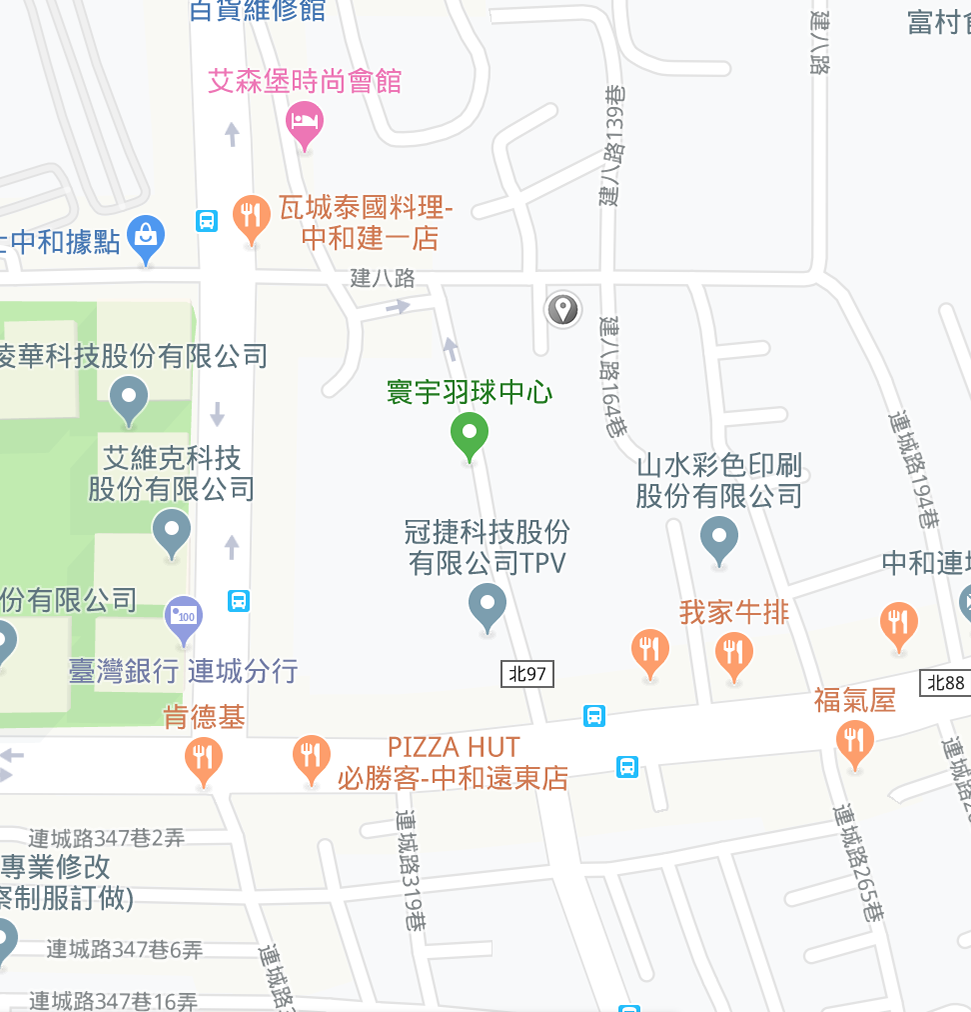 百貨維修館
富村
建八路
艾森堡時尚會館
建八路139巷
瓦城泰國料理-
中和建一店
中和據點
建八路
凌華科技股份有限公司
建八路164巷
寰宇羽球中心
艾維克科技
股份有限公司
山水彩色印刷
股份有限公司
連城路194巷
冠捷科技股份
有限公司TPV
中和連
份有限公司
100
我家牛排
臺灣銀行 連城分行
北97
北88
福氣屋
肯德基
PIZZA HUT
必勝客-中和遠東店
連城路2
連城路347巷2弄
連城路319巷
連城路265巷
專業修改
察制服訂做)
連城路347巷6弄
連城路3
連城路347巷16弄